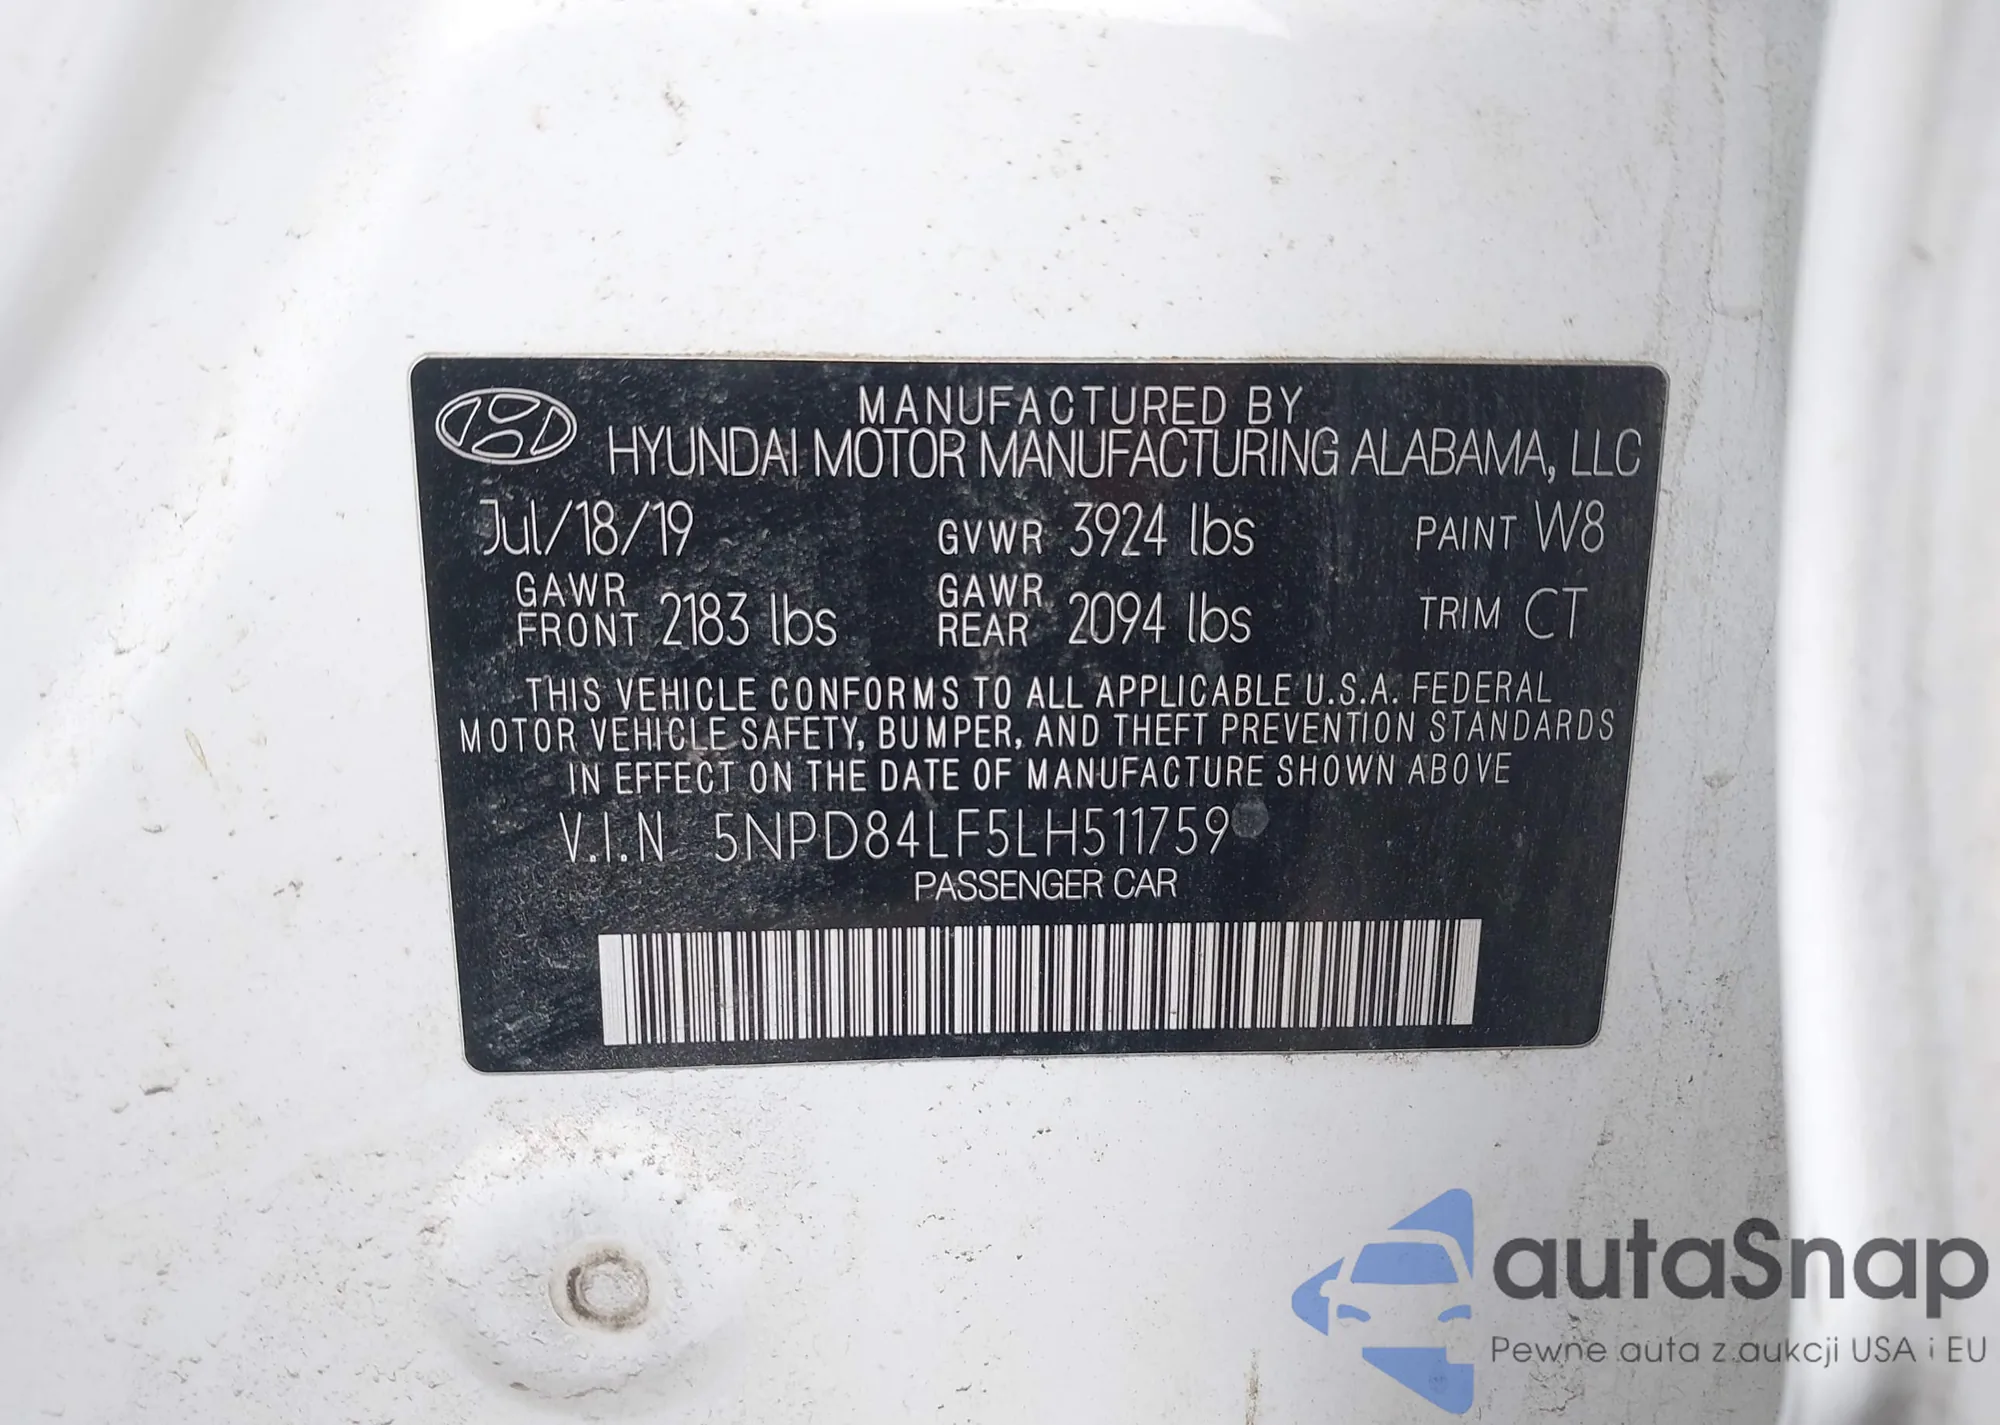 MANUFACTURED BY
HYUNDAI MOTOR MANUFACTURING ALABAMA, LLC
Jul/18/19 GVWR 3924 lbs PAINT W8
GAWR FRONT 2183 lbs GAWR REAR 2094 lbs TRIM CT
THIS VEHICLE CONFORMS TO ALL APPLICABLE U.S.A. FEDERAL
MOTOR VEHICLE SAFETY, BUMPER, AND THEFT PREVENTION STANDARDS
IN EFFECT ON THE DATE OF MANUFACTURE SHOWN ABOVE
V.I.N 5NPD84LF5LH511759
PASSENGER CAR
autaSnap
Pewne auta z aukcji USA i EU